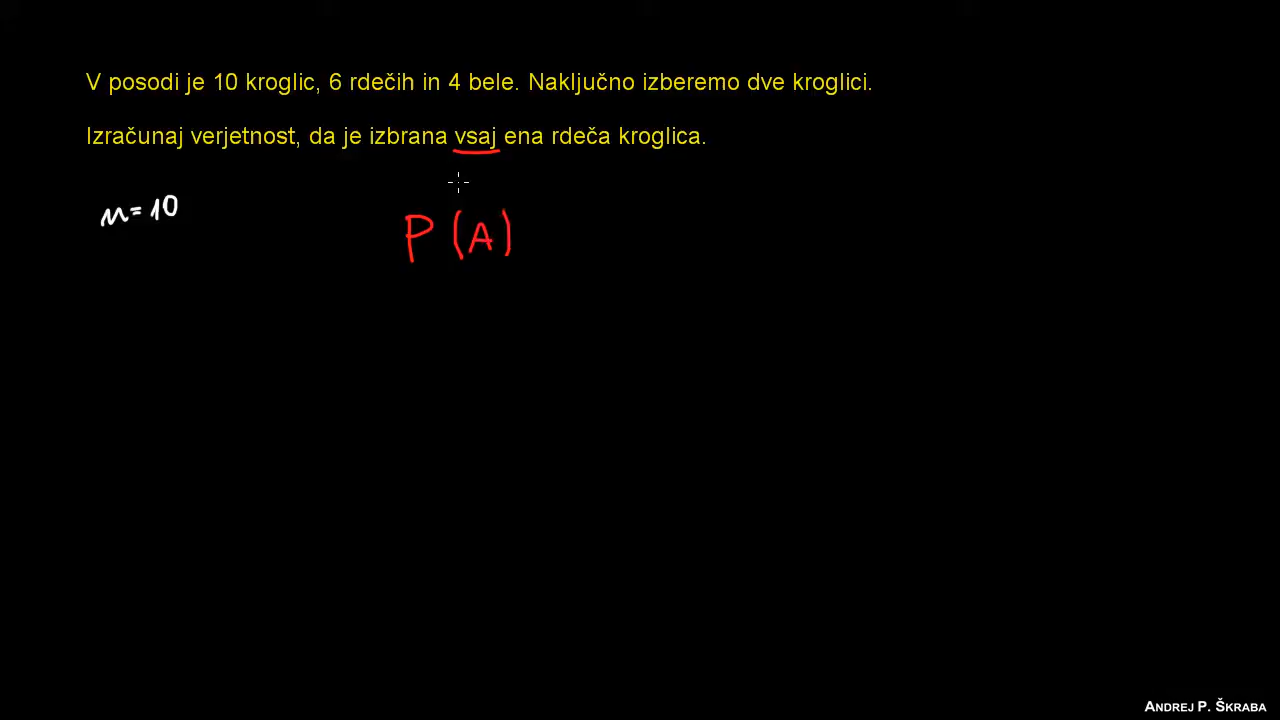 V posodi je 10 kroglic, 6 rdečih in 4 bele. Naključno izberemo dve kroglici.
Izračunaj verjetnost, da je izbrana vsaj ena rdeča kroglica.
n = 10
P (A)
ANDREJ P. ŠKRABA